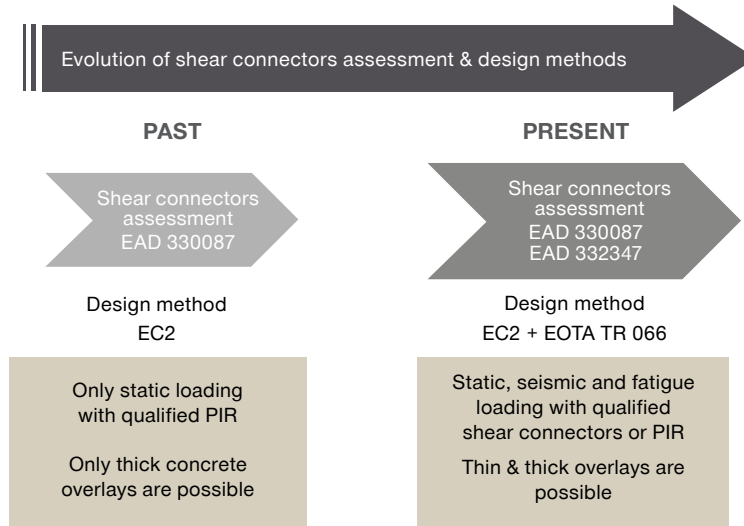 Evolution of shear connectors assessment & design methods
PAST
Shear connectors
assessment
EAD 330087
Design method
EC2
Only static loading
with qualified PIR
Only thick concrete
overlays are possible
PRESENT
Shear connectors
assessment
EAD 330087
EAD 332347
Design method
EC2 + EOTA TR 066
Static, seismic and fatigue
loading with qualified
shear connectors or PIR
Thin & thick overlays are
possible